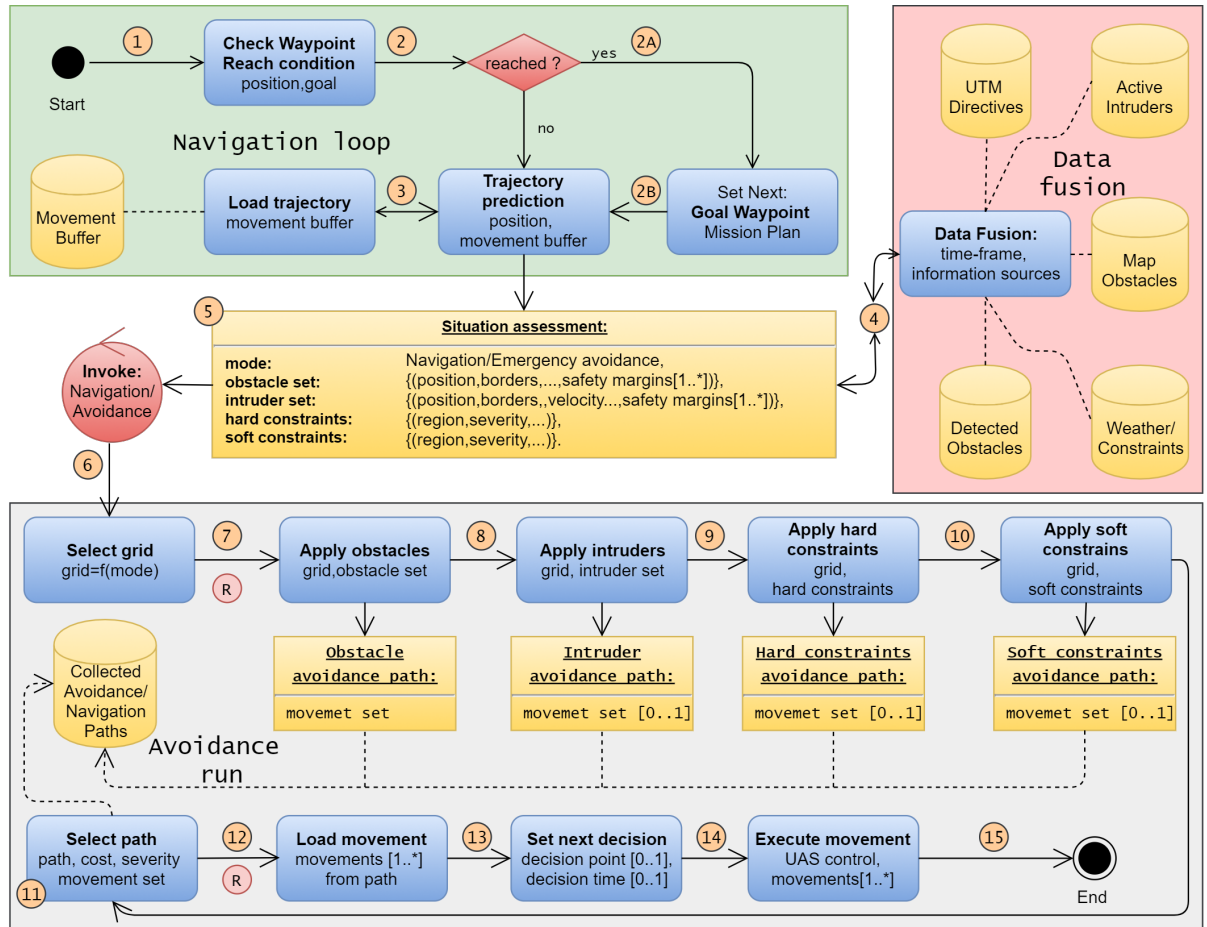 1
Check Waypoint
Reach condition
position,goal
2
reached ?
yes
2A
Start
no
Navigation loop
Movement
Buffer
Load trajectory
movement buffer
3
Trajectory
prediction
position,
movement buffer
2B
Set Next:
Goal Waypoint
Mission Plan
UTM
Directives
Active
Intruders
Data
fusion
Data Fusion:
time-frame,
information sources
Map
Obstacles
4
Detected
Obstacles
Weather/
Constraints
5
Situation assessment:
mode: Navigation/Emergency avoidance,
obstacle set: {(position,borders,...,safety margins[1..*])},
intruder set: {(position,borders,,velocity...,safety margins[1..*])},
hard constraints: {(region,severity,...)},
soft constraints: {(region,severity,...)}.
Invoke:
Navigation/
Avoidance
6
Select grid
grid=f(mode)
7
R
Apply obstacles
grid,obstacle set
8
Apply intruders
grid, intruder set
9
Apply hard
constraints
grid,
hard constraints
10
Apply soft
constrains
grid,
soft constraints
Collected
Avoidance/
Navigation
Paths
Obstacle
avoidance path:
movemet set
Intruder
avoidance path:
movemet set [0..1]
Hard constraints
avoidance path:
movemet set [0..1]
Soft constraints
avoidance path:
movemet set [0..1]
Avoidance
run
Select path
path, cost, severity
movement set
11
12
R
Load movement
movements [1..*]
from path
13
Set next decision
decision point [0..1],
decision time [0..1]
14
Execute movement
UAS control,
movements[1..*]
15
End